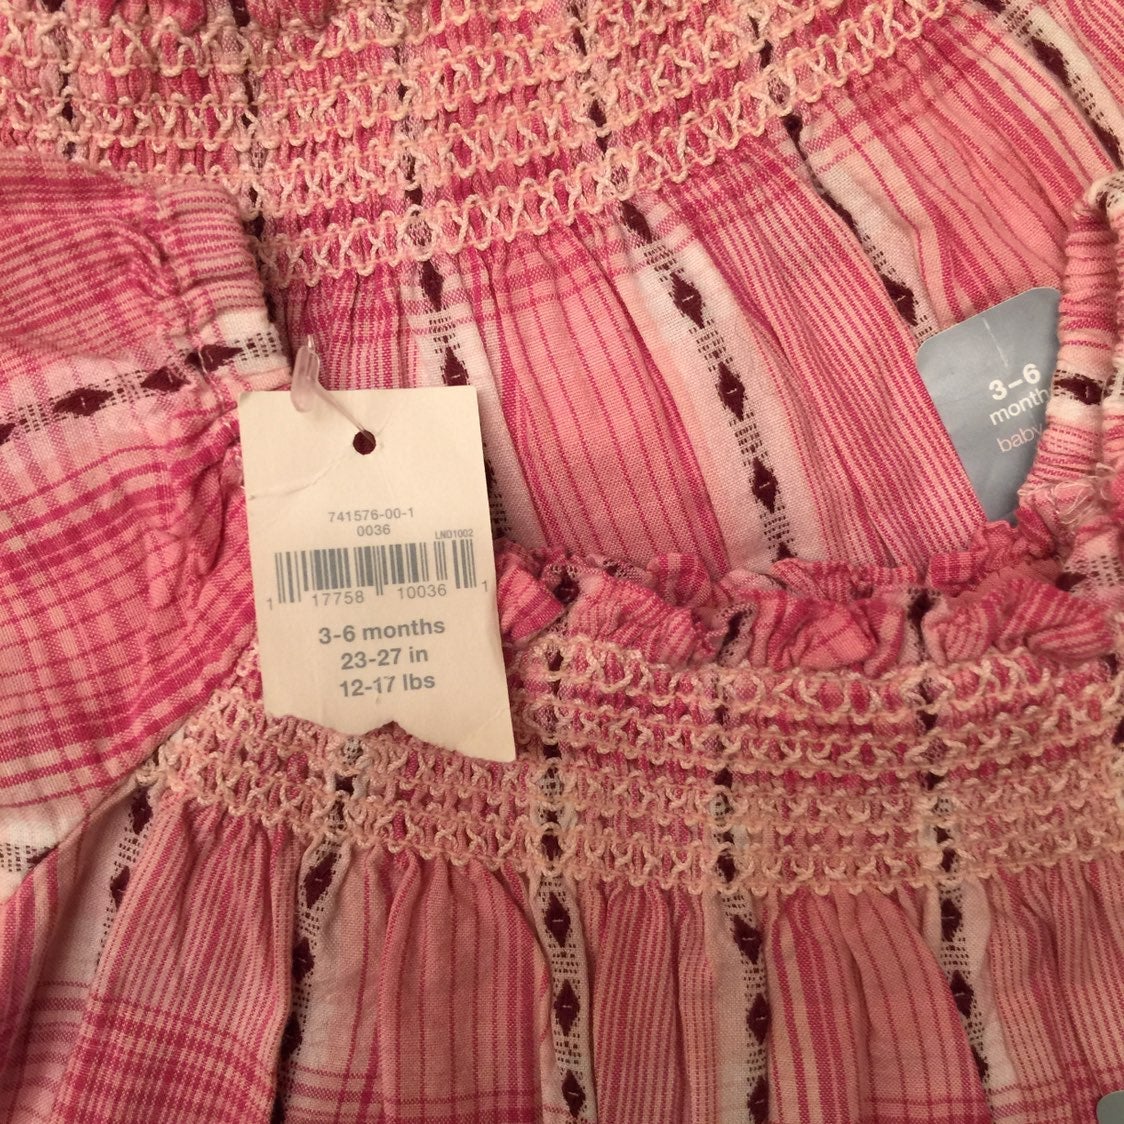 3-6
month
baby
741576-00-1
0036
LND1002
1 17758 10036 1
3-6 months
23-27 in
12-17 lbs